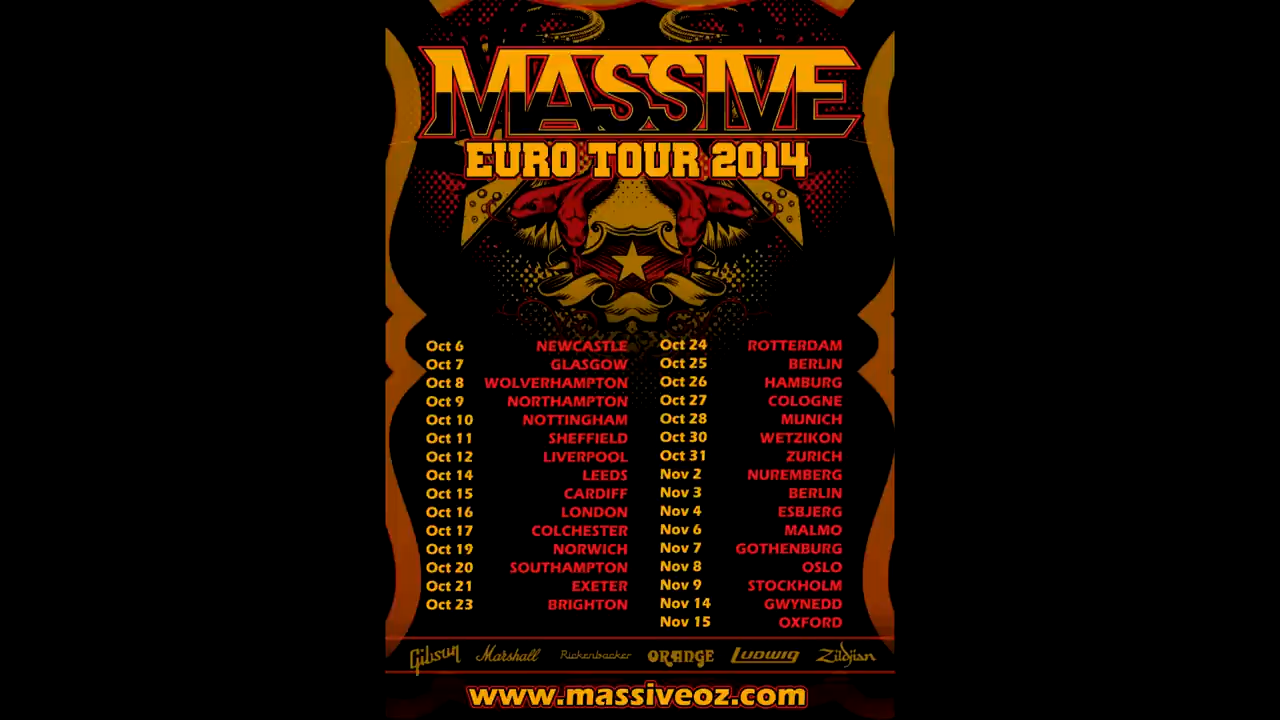 MASSIVE
EURO TOUR 2014
Oct 6 NEWCASTLE
Oct 7 GLASGOW
Oct 8 WOLVERHAMPTON
Oct 9 NORTHAMPTON
Oct 10 NOTTINGHAM
Oct 11 SHEFFIELD
Oct 12 LIVERPOOL
Oct 14 LEEDS
Oct 15 CARDIFF
Oct 16 LONDON
Oct 17 COLCHESTER
Oct 19 NORWICH
Oct 20 SOUTHAMPTON
Oct 21 EXETER
Oct 23 BRIGHTON
Oct 24 ROTTERDAM
Oct 25 BERLIN
Oct 26 HAMBURG
Oct 27 COLOGNE
Oct 28 MUNICH
Oct 30 WETZIKON
Oct 31 ZURICH
Nov 2 NUREMBERG
Nov 3 BERLIN
Nov 4 ESBJERG
Nov 6 MALMO
Nov 7 GOTHENBURG
Nov 8 OSLO
Nov 9 STOCKHOLM
Nov 14 GWYNEDD
Nov 15 OXFORD
Gibson Marshall Rickenbacker ORANGE LUDWIG Zildjian
www.massiveoz.com